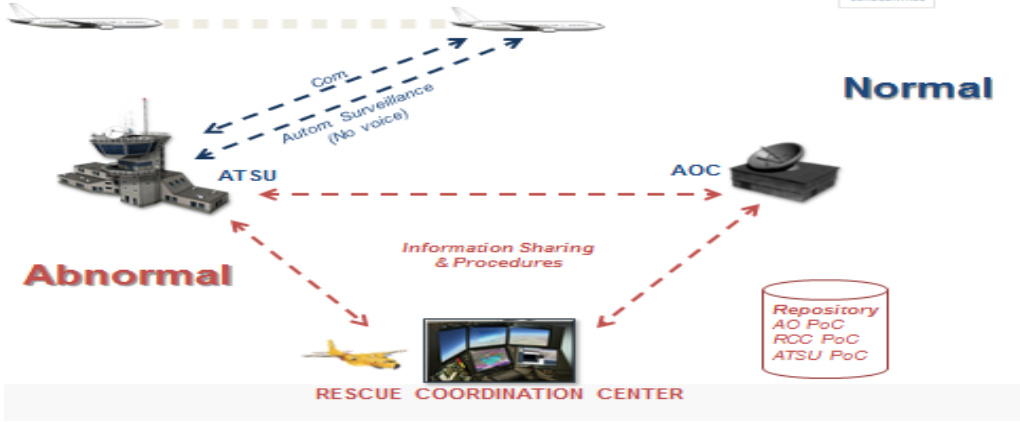 Com.
Normal
Autom. Surveillance
(No voice)
ATSU
AOC
Information Sharing
& Procedures
Abnormal
Repository
AO PoC
RCC PoC
ATSU PoC
RESCUE COORDINATION CENTER